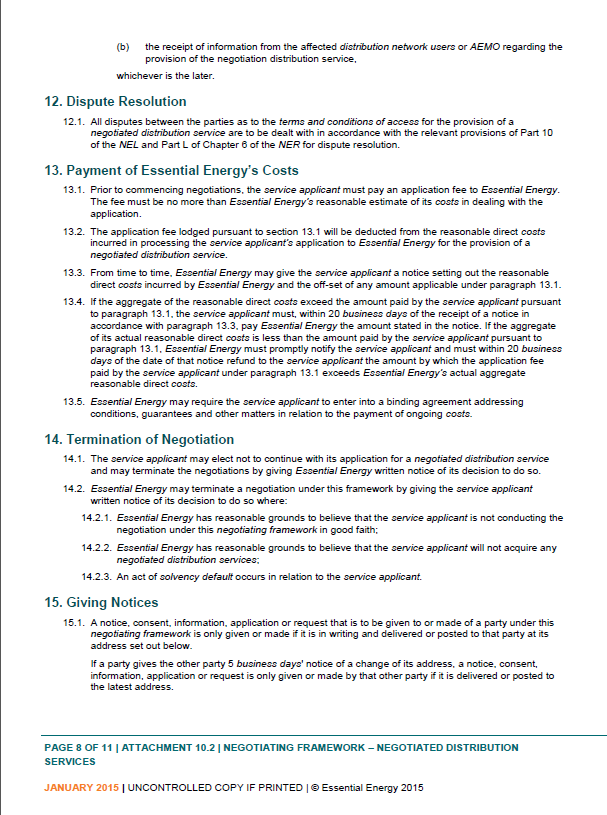 (b) the receipt of information from the affected distribution network users or AEMO regarding the
provision of the negotiation distribution service,
whichever is the later.
12. Dispute Resolution
12.1. All disputes between the parties as to the terms and conditions of access for the provision of a
negotiated distribution service are to be dealt with in accordance with the relevant provisions of Part 10
of the NEL and Part L of Chapter 6 of the NER for dispute resolution.
13. Payment of Essential Energy's Costs
13.1. Prior to commencing negotiations, the service applicant must pay an application fee to Essential Energy.
The fee must be no more than Essential Energy's reasonable estimate of its costs in dealing with the
application.
13.2. The application fee lodged pursuant to section 13.1 will be deducted from the reasonable direct costs
incurred in processing the service applicant's application to Essential Energy for the provision of a
negotiated distribution service.
13.3. From time to time, Essential Energy may give the service applicant a notice setting out the reasonable
direct costs incurred by Essential Energy and the off-set of any amount applicable under paragraph 13.1.
13.4. If the aggregate of the reasonable direct costs exceed the amount paid by the service applicant pursuant
to paragraph 13.1, the service applicant must, within 20 business days of the receipt of a notice in
accordance with paragraph 13.3, pay Essential Energy the amount stated in the notice. If the aggregate
of its actual reasonable direct costs is less than the amount paid by the service applicant pursuant to
paragraph 13.1, Essential Energy must promptly notify the service applicant and must within 20 business
days of the date of that notice refund to the service applicant the amount by which the application fee
paid by the service applicant under paragraph 13.1 exceeds Essential Energy's actual aggregate
reasonable direct costs.
13.5. Essential Energy may require the service applicant to enter into a binding agreement addressing
conditions, guarantees and other matters in relation to the payment of ongoing costs.
14. Termination of Negotiation
14.1. The service applicant may elect not to continue with its application for a negotiated distribution service
and may terminate the negotiations by giving Essential Energy written notice of its decision to do so.
14.2. Essential Energy may terminate a negotiation under this framework by giving the service applicant
written notice of its decision to do so where:
14.2.1. Essential Energy has reasonable grounds to believe that the service applicant is not conducting the
negotiation under this negotiating framework in good faith;
14.2.2. Essential Energy has reasonable grounds to believe that the service applicant will not acquire any
negotiated distribution services;
14.2.3. An act of solvency default occurs in relation to the service applicant.
15. Giving Notices
15.1. A notice, consent, information, application or request that is to be given to or made of a party under this
negotiating framework is only given or made if it is in writing and delivered or posted to that party at its
address set out below.
If a party gives the other party 5 business days' notice of a change of its address, a notice, consent,
information, application or request is only given or made by that other party if it is delivered or posted to
the latest address.
PAGE 8 OF 11 | ATTACHMENT 10.2 | NEGOTIATING FRAMEWORK – NEGOTIATED DISTRIBUTION
SERVICES
JANUARY 2015 | UNCONTROLLED COPY IF PRINTED | © Essential Energy 2015